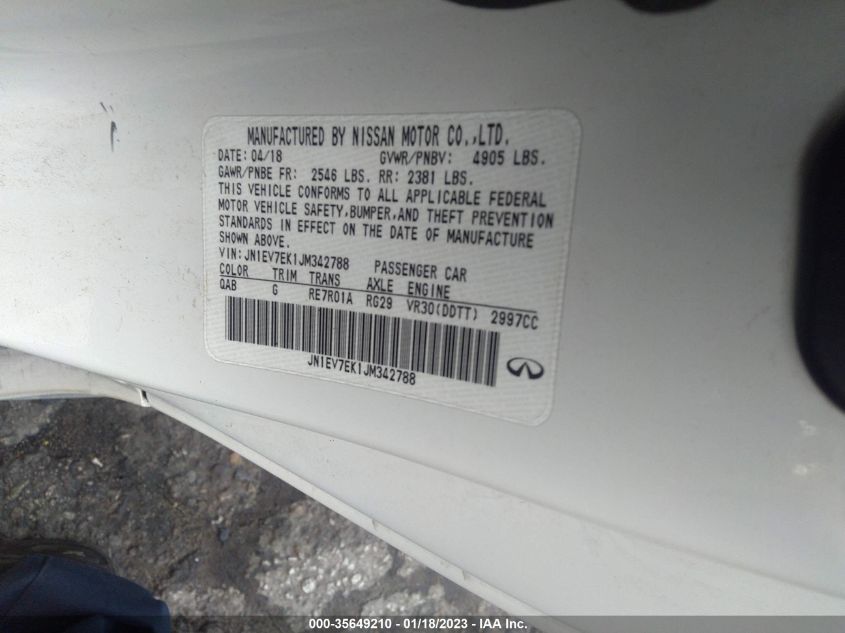 MANUFACTURED BY NISSAN MOTOR CO.,LTD.
DATE: 04/18 GVWR/PNBV: 4905 LBS.
GAWR/PNBE FR: 2546 LBS. RR: 2381 LBS.
THIS VEHICLE CONFORMS TO ALL APPLICABLE FEDERAL
MOTOR VEHICLE SAFETY,BUMPER,AND THEFT PREVENTION
STANDARDS IN EFFECT ON THE DATE OF MANUFACTURE
SHOWN ABOVE.
VIN: JN1EV7EK1JM342788 PASSENGER CAR
COLOR TRIM TRANS AXLE ENGINE
QAB G RE7R01A RG29 VR30(DDTT) 2997CC
JN1EV7EK1JM342788
000-35649210 - 01/18/2023 - IAA Inc.